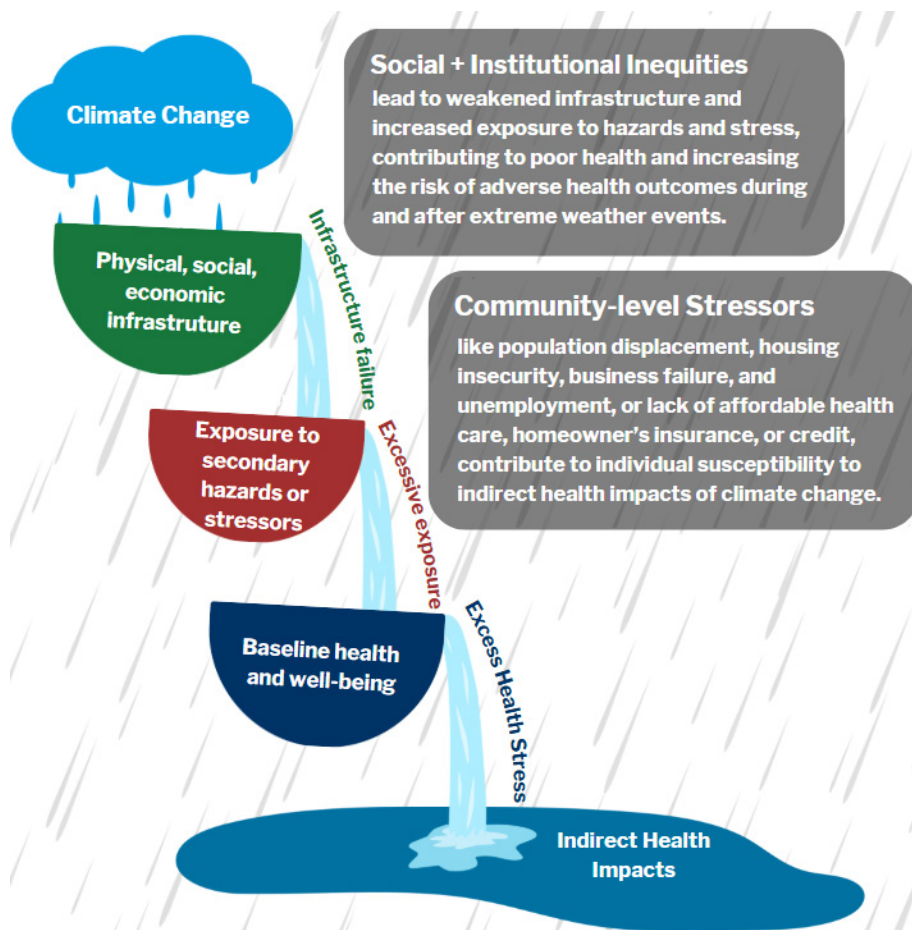 Climate Change
Social + Institutional Inequities
lead to weakened infrastructure and
increased exposure to hazards and stress,
contributing to poor health and increasing
the risk of adverse health outcomes during
and after extreme weather events.
Physical, social,
economic
infrastruture
Infrastructure failure
Community-level Stressors
like population displacement, housing
insecurity, business failure, and
unemployment, or lack of affordable health
care, homeowner’s insurance, or credit,
contribute to individual susceptibility to
indirect health impacts of climate change.
Exposure to
secondary
hazards or
stressors
Excessive exposure
Baseline health
and well-being
Excess Health Stress
Indirect Health
Impacts